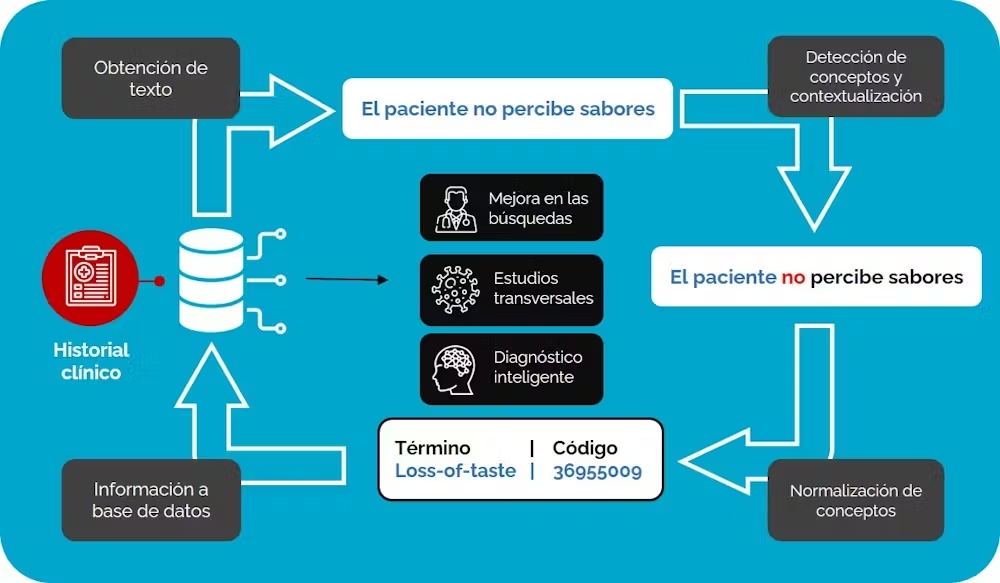 Obtención de
texto
El paciente no percibe sabores
Detección de
conceptos y
contextualización
Mejora en las
búsquedas
El paciente no percibe sabores
Estudios
transversales
Historial
clínico
Diagnóstico
inteligente
Término | Código
Loss-of-taste | 36955009
Información a
base de datos
Normalización de
conceptos